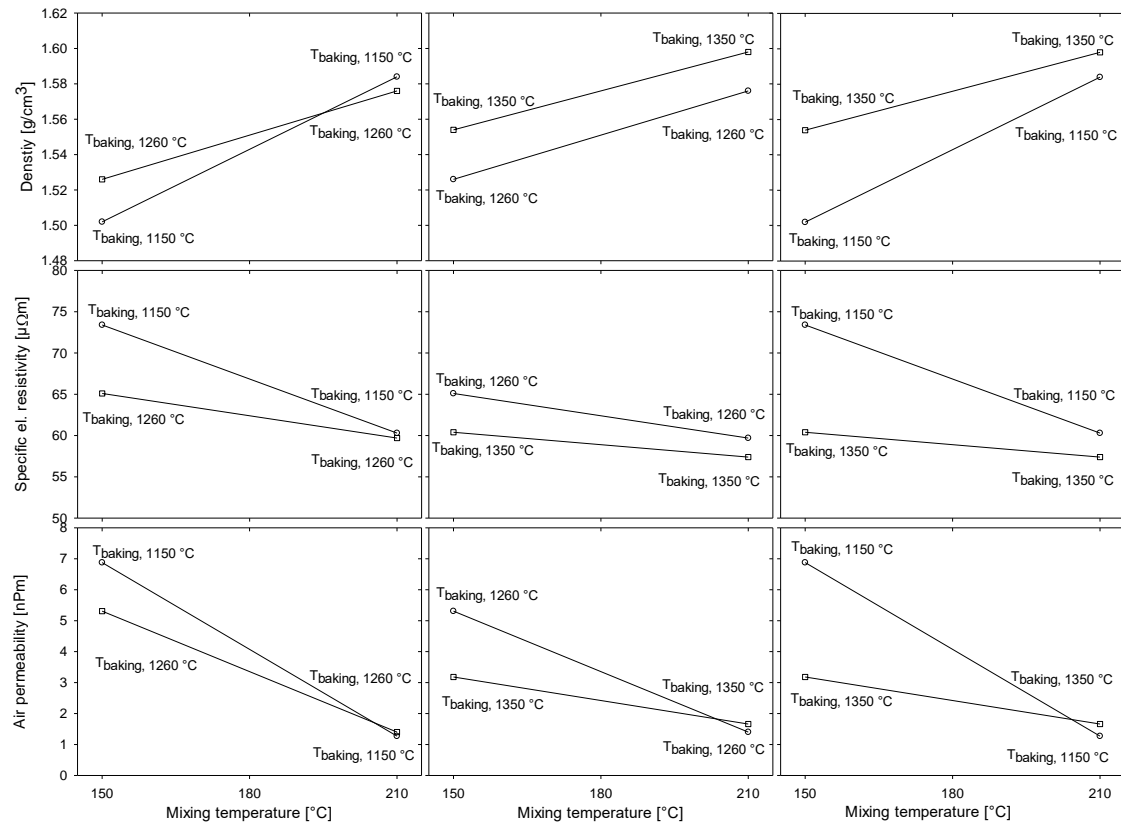 1.62
1.60
1.58
1.56
1.54
1.52
1.50
1.48
Denstiy [g/cm³]
Tbaking, 1150 °C
Tbaking, 1260 °C
Tbaking, 1260 °C
Tbaking, 1150 °C
Tbaking, 1350 °C
Tbaking, 1350 °C
Tbaking, 1260 °C
Tbaking, 1260 °C
Tbaking, 1350 °C
Tbaking, 1350 °C
Tbaking, 1150 °C
Tbaking, 1150 °C
80
75
70
65
60
55
50
Specific el. resistivity [µΩm]
Tbaking, 1150 °C
Tbaking, 1150 °C
Tbaking, 1260 °C
Tbaking, 1260 °C
Tbaking, 1260 °C
Tbaking, 1260 °C
Tbaking, 1350 °C
Tbaking, 1350 °C
Tbaking, 1150 °C
Tbaking, 1150 °C
Tbaking, 1350 °C
Tbaking, 1350 °C
8
7
6
5
4
3
2
1
0
Air permeability [nPm]
Tbaking, 1150 °C
Tbaking, 1260 °C
Tbaking, 1260 °C
Tbaking, 1150 °C
Tbaking, 1260 °C
Tbaking, 1350 °C
Tbaking, 1350 °C
Tbaking, 1260 °C
Tbaking, 1150 °C
Tbaking, 1350 °C
Tbaking, 1350 °C
Tbaking, 1150 °C
150 180 210
150 180 210
150 180 210
Mixing temperature [°C]
Mixing temperature [°C]
Mixing temperature [°C]